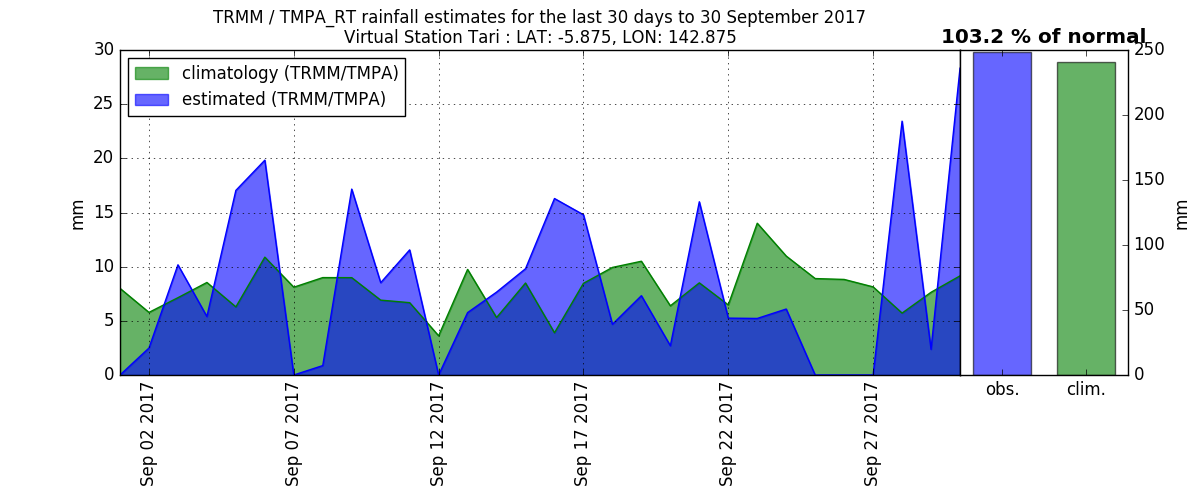 TRMM / TMPA_RT rainfall estimates for the last 30 days to 30 September 2017
Virtual Station Tari : LAT: -5.875, LON: 142.875
103.2 % of normal
climatology (TRMM/TMPA)
estimated (TRMM/TMPA)
mm
30
25
20
15
10
5
0
Sep 02 2017
Sep 07 2017
Sep 12 2017
Sep 17 2017
Sep 22 2017
Sep 27 2017
obs.
clim.
250
200
150
100
50
0
mm